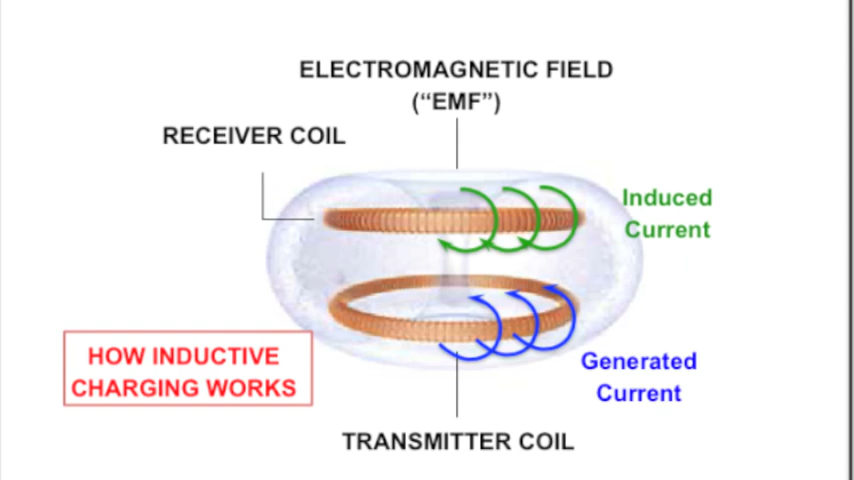 ELECTROMAGNETIC FIELD
(“EMF”)
RECEIVER COIL
Induced
Current
HOW INDUCTIVE
CHARGING WORKS
Generated
Current
TRANSMITTER COIL